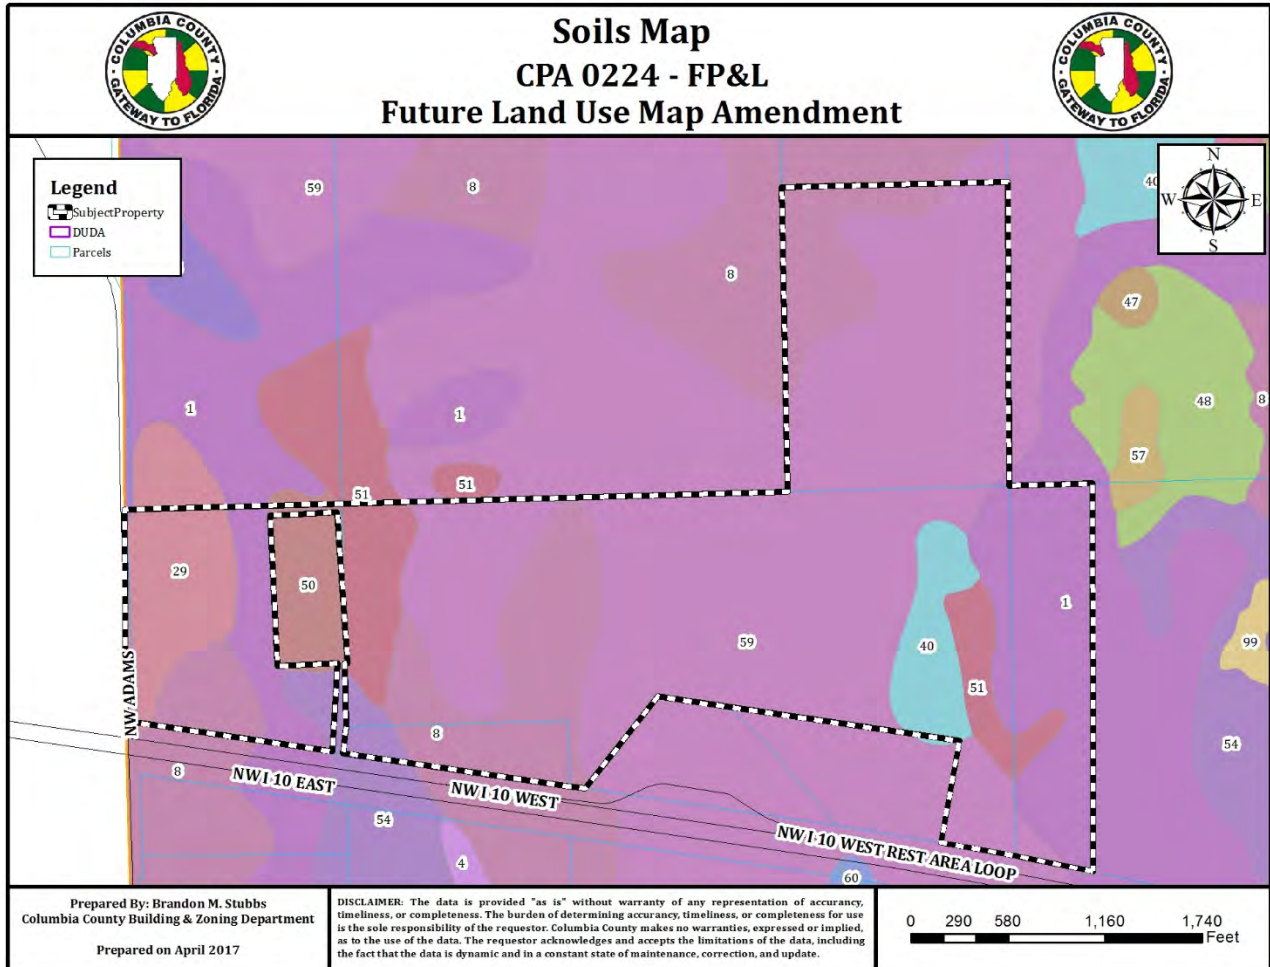 Soils Map
CPA 0224 - FP&L
Future Land Use Map Amendment
COLUMBIA COUNTY
GATEWAY TO FLORIDA
COLUMBIA COUNTY
GATEWAY TO FLORIDA
Legend
SubjectProperty
DUDA
Parcels
N
W E
S
59
8
40
8
47
1
1
48
8
57
51
51
29
50
1
59
40
99
51
54
8
8
54
4
60
NW ADAMS
NW I 10 EAST
NW I 10 WEST
NW I 10 WEST REST AREA LOOP
Prepared By: Brandon M. Stubbs
Columbia County Building & Zoning Department
Prepared on April 2017
DISCLAIMER: The data is provided "as is" without warranty of any representation of accuracy,
timeliness, or completeness. The burden of determining accuracy, timeliness, or completeness for use
is the sole responsibility of the requestor. Columbia County makes no warranties, expressed or implied,
as to the use of the data. The requestor acknowledges and accepts the limitations of the data, including
the fact that the data is dynamic and in a constant state of maintenance, correction, and update.
0 290 580 1,160 1,740
Feet